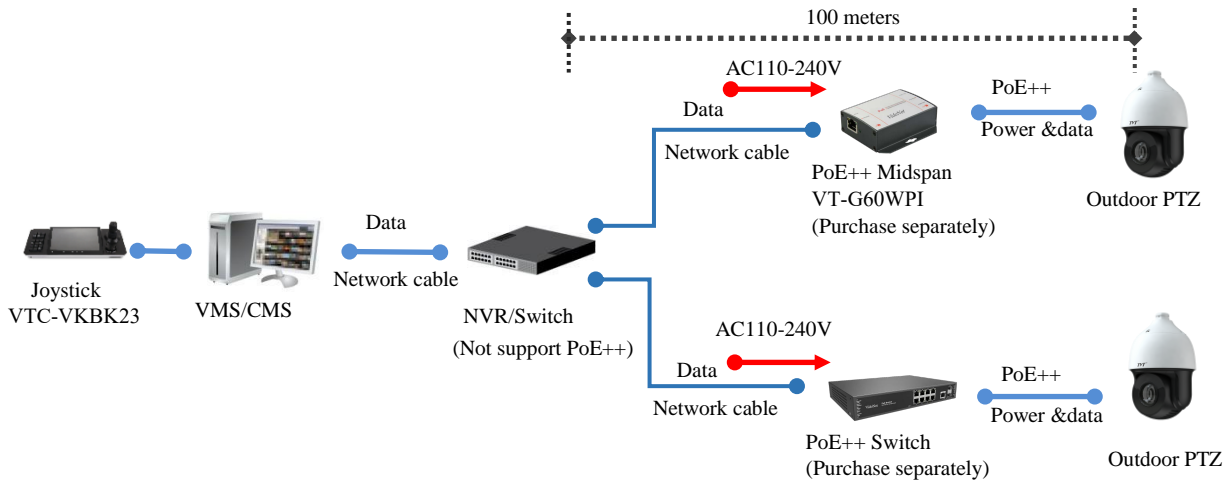 100 meters
AC110-240V
Data
Network cable
PoE++
Power &data
PoE++ Midspan
VT-G60WPI
(Purchase separately)
TVT
Outdoor PTZ
Joystick
VTC-VKBK23
VMS/CMS
Data
Network cable
NVR/Switch
(Not support PoE++)
AC110-240V
Data
Network cable
PoE++
Power &data
PoE++ Switch
(Purchase separately)
TVT
Outdoor PTZ